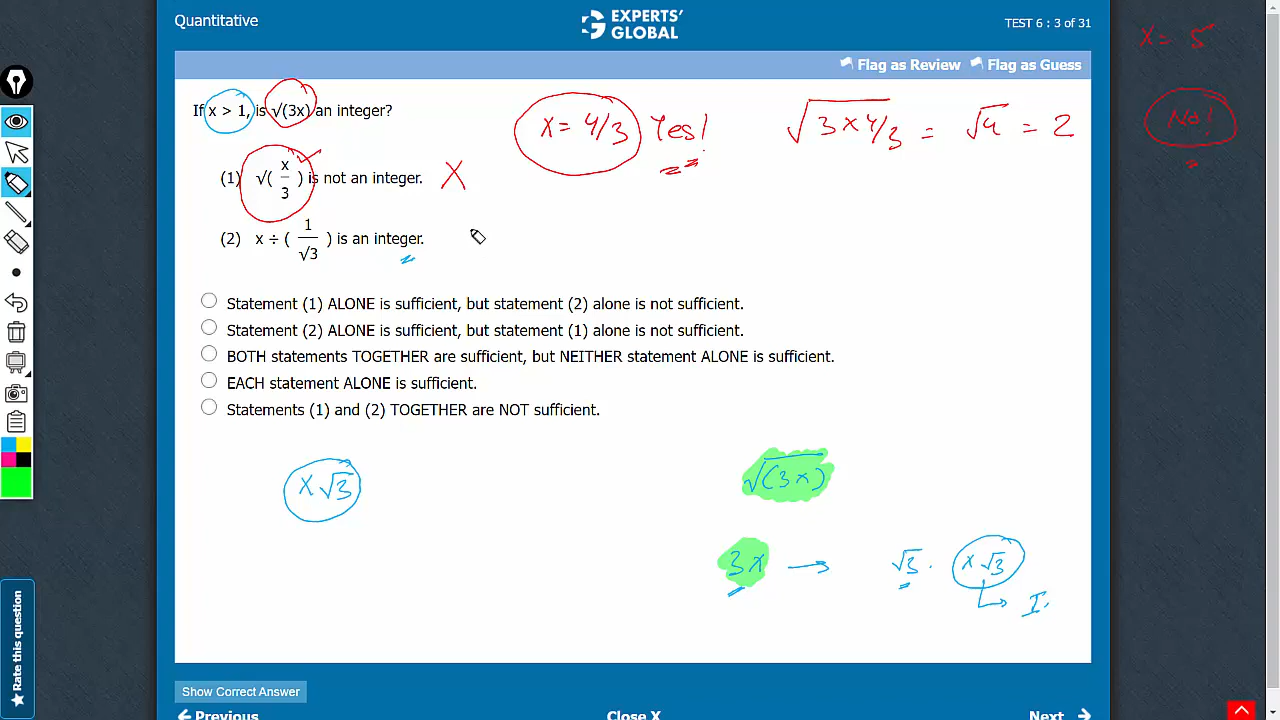 Quantitative
EXPERTS'
GLOBAL
TEST 6 : 3 of 31
x = 5
Flag as Review
Flag as Guess
If x > 1, is √(3x) an integer?
x = 4/3 Yes!
√3 x 4/3 = √4 = 2
No!
(1) √( x/3 ) is not an integer. X
(2) x ÷ ( 1/√3 ) is an integer.
Statement (1) ALONE is sufficient, but statement (2) alone is not sufficient.
Statement (2) ALONE is sufficient, but statement (1) alone is not sufficient.
BOTH statements TOGETHER are sufficient, but NEITHER statement ALONE is sufficient.
EACH statement ALONE is sufficient.
Statements (1) and (2) TOGETHER are NOT sufficient.
x√3
√(3x)
3x → √3 . x√3
↳ I.
Rate this question
Show Correct Answer
Previous
Close X
Next